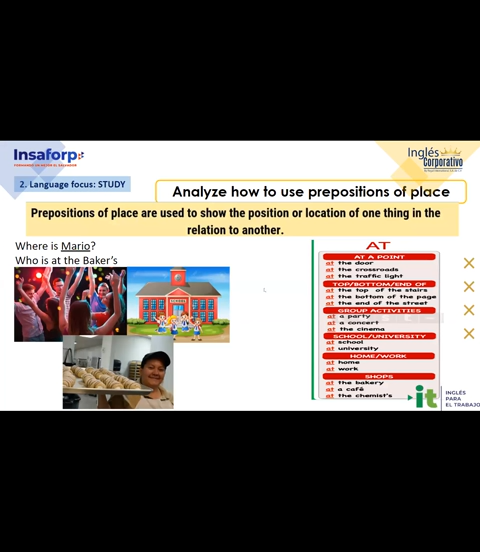 Insaforp
Inglés
Corporativo
2. Language focus: STUDY
Analyze how to use prepositions of place
Prepositions of place are used to show the position or location of one thing in the
relation to another.
Where is Mario?
Who is at the Baker's
SCHOOL
AT
AT A POINT
at the door
at the crossroads
at the traffic light
TOP/BOTTOM/END OF
at the top of the stairs
at the bottom of the page
at the end of the street
GROUP ACTIVITIES
at a party
at a concert
at the cinema
SCHOOL/UNIVERSITY
at school
at university
HOME/WORK
at home
at work
SHOPS
at the bakery
at a café
at the chemist's
it
INGLÉS
PARA
EL TRABAJO